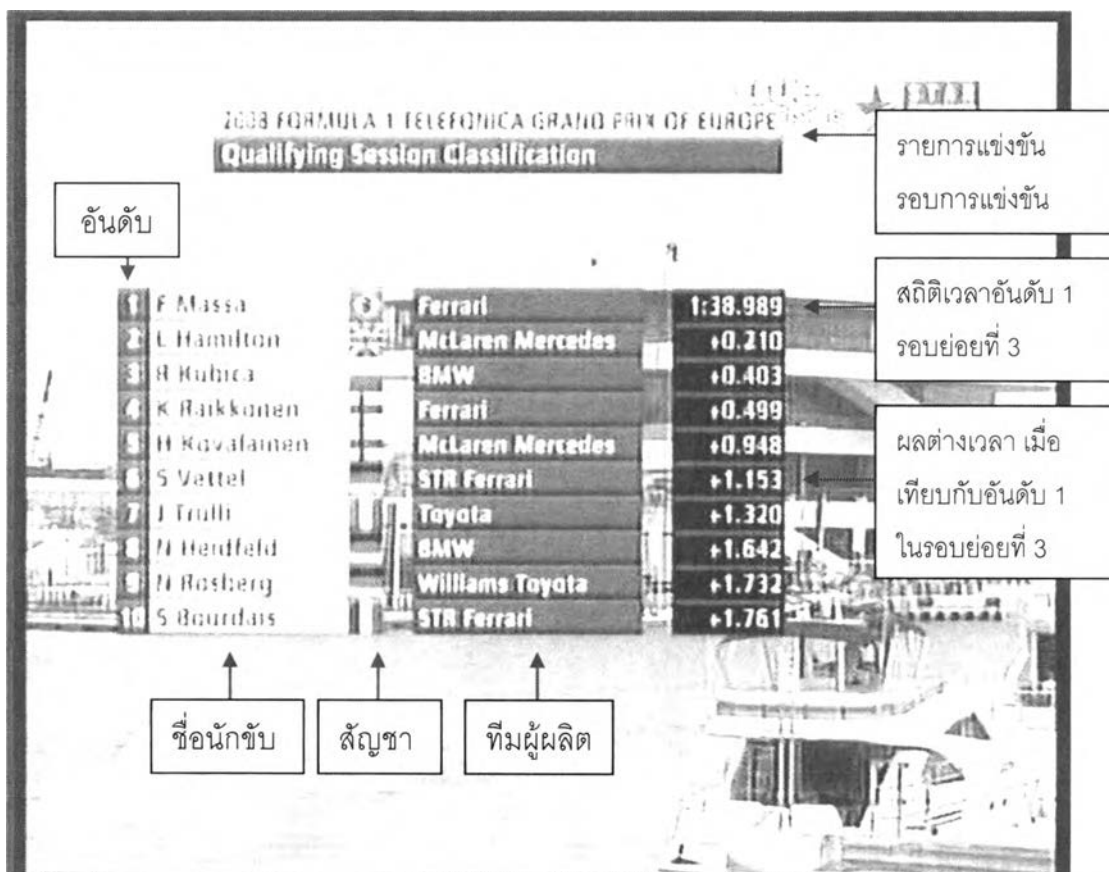 2008 FORMULA 1 TELEFONICA GRAND PRIX OF EUROPE
Qualifying Session Classification
รายการแข่งขัน
รอบการแข่งขัน
อันดับ
สถิติเวลาอันดับ 1
รอบย่อยที่ 3
1 F Massa Ferrari 1:38.989
2 L Hamilton McLaren Mercedes +0.210
3 R Kubica BMW +0.403
4 K Raikkonen Ferrari +0.499
5 H Kovalainen McLaren Mercedes +0.948
6 S Vettel STR Ferrari +1.153
7 J Trulli Toyota +1.320
8 N Heidfeld BMW +1.642
9 N Rosberg Williams Toyota +1.732
10 S Bourdais STR Ferrari +1.761
ผลต่างเวลา เมื่อ
เทียบกับอันดับ 1
ในรอบย่อยที่ 3
ชื่อนักขับ
สัญชา
ทีมผู้ผลิต